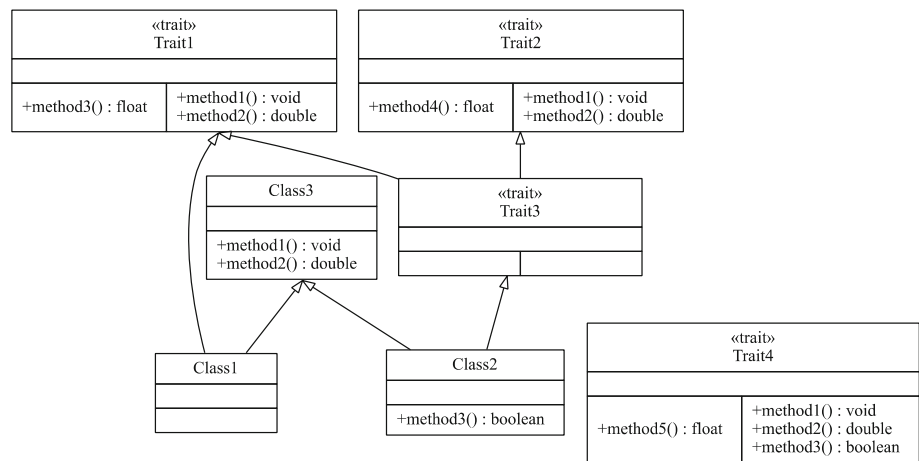 «trait»
Trait1
+method3() : float
+method1() : void
+method2() : double
«trait»
Trait2
+method4() : float
+method1() : void
+method2() : double
Class3
+method1() : void
+method2() : double
«trait»
Trait3
Class1
Class2
+method3() : boolean
«trait»
Trait4
+method5() : float
+method1() : void
+method2() : double
+method3() : boolean